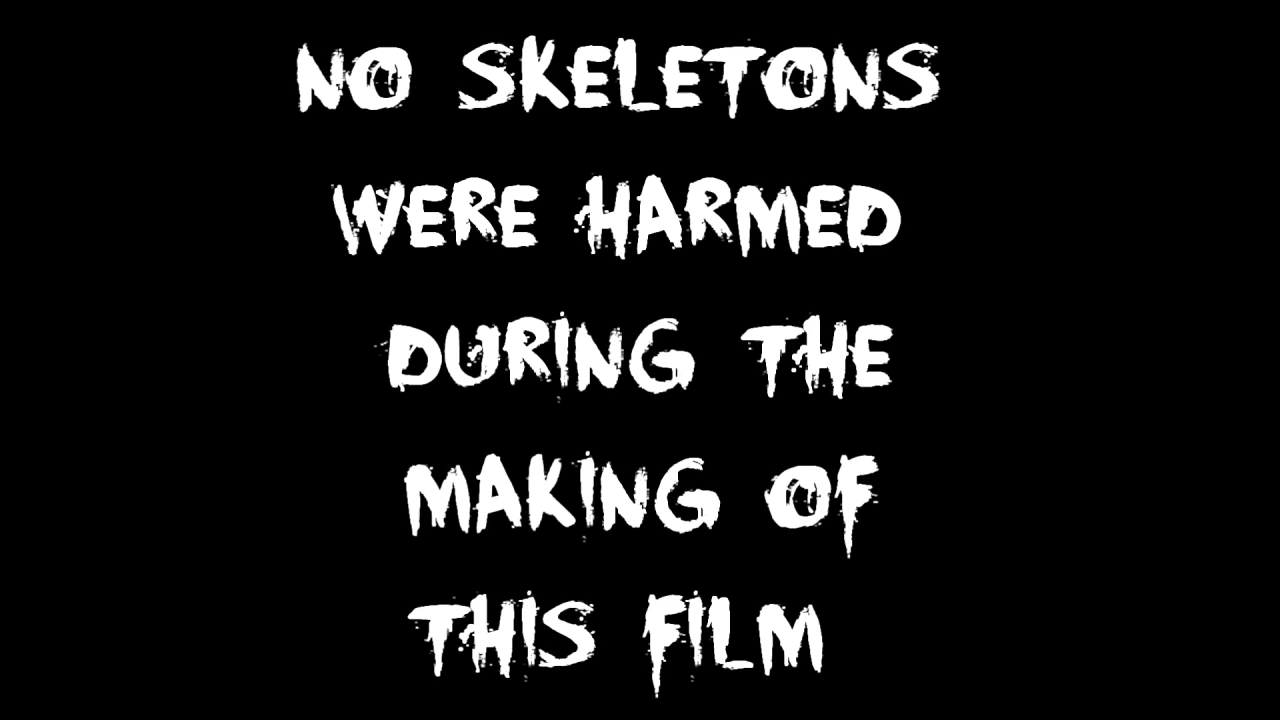 NO SKELETONS
WERE HARMED
DURING THE
MAKING OF
THIS FILM